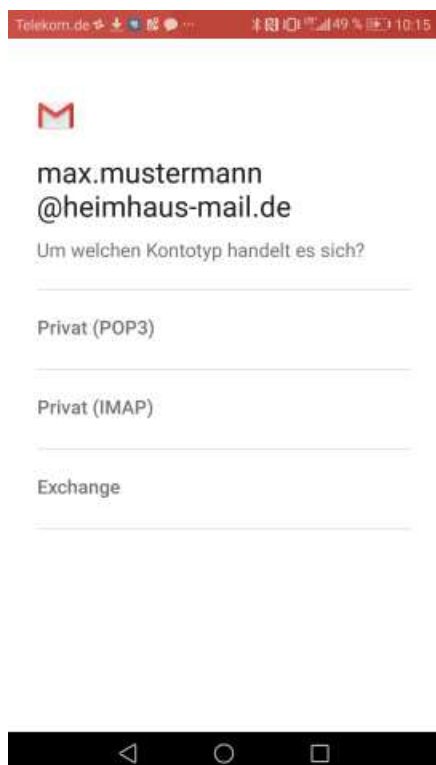 Telekom.de 49 % 10:15
max.mustermann
@heimhaus-mail.de
Um welchen Kontotyp handelt es sich?
Privat (POP3)
Privat (IMAP)
Exchange